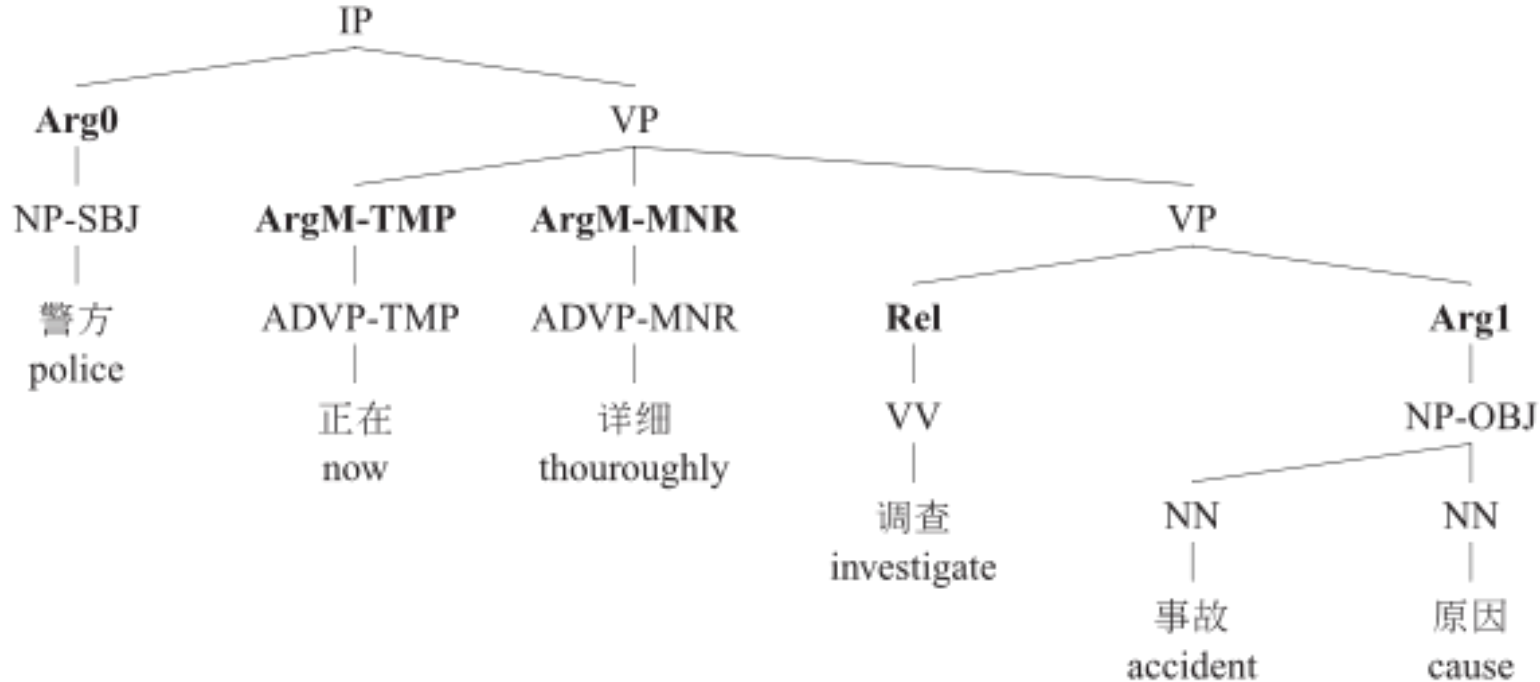 IP
Arg0 VP
NP-SBJ ArgM-TMP ArgM-MNR VP
警方 ADVP-TMP ADVP-MNR Rel Arg1
police
正在 详细 VV NP-OBJ
now thouroughly
调查 NN NN
investigate
事故 原因
accident cause